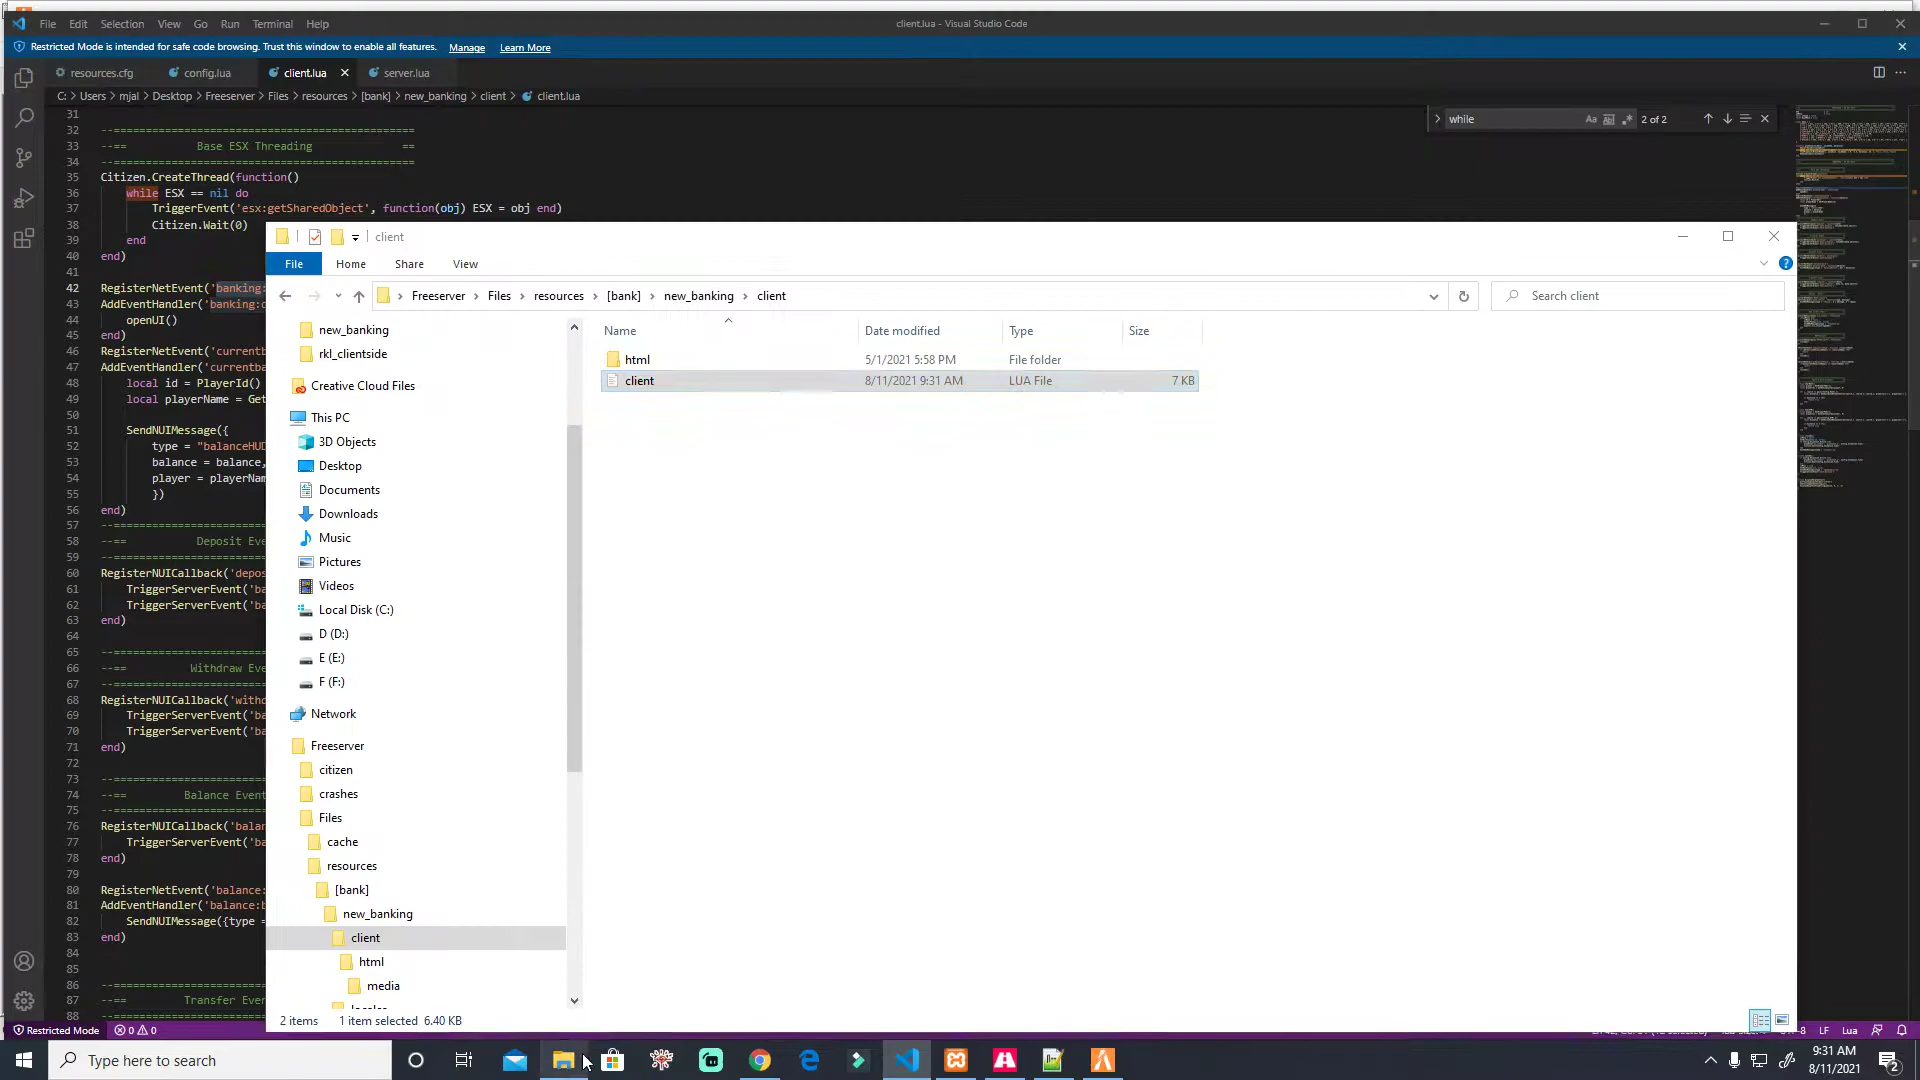 File Edit Selection View Go Run Terminal Help
client.lua - Visual Studio Code
Restricted Mode is intended for safe code browsing. Trust this window to enable all features. Manage Learn More
resources.cfg config.lua client.lua server.lua
C: > Users > mjal > Desktop > Freeserver > Files > resources > [bank] > new_banking > client > client.lua
while
2 of 2
31
32 --==============================================
33 --== Base ESX Threading ==
34 --==============================================
35 Citizen.CreateThread(function()
36 while ESX == nil do
37 TriggerEvent('esx:getSharedObject', function(obj) ESX = obj end)
38 Citizen.Wait(0)
39 end
40 end)
41
42 RegisterNetEvent('banking:
43 AddEventHandler('banking:
44 openUI()
45 end)
46 RegisterNetEvent('currentb
47 AddEventHandler('currentba
48 local id = PlayerId()
49 local playerName = Get
50
51 SendNUIMessage({
52 type = "balanceHUD
53 balance = balance,
54 player = playerNam
55 })
56 end)
57 --=======================
58 --== Deposit Eve
59 --=======================
60 RegisterNUICallback('depos
61 TriggerServerEvent('ba
62 TriggerServerEvent('ba
63 end)
64
65 --=======================
66 --== Withdraw Eve
67 --=======================
68 RegisterNUICallback('withd
69 TriggerServerEvent('ba
70 TriggerServerEvent('ba
71 end)
72
73 --=======================
74 --== Balance Event
75 --=======================
76 RegisterNUICallback('balan
77 TriggerServerEvent('ba
78 end)
79
80 RegisterNetEvent('balance:
81 AddEventHandler('balance:b
82 SendNUIMessage({type =
83 end)
84
85
86 --=======================
87 --== Transfer Even
88 --=======================
client
File Home Share View
Freeserver > Files > resources > [bank] > new_banking > client
Search client
new_banking
rkl_clientside
Creative Cloud Files
This PC
3D Objects
Desktop
Documents
Downloads
Music
Pictures
Videos
Local Disk (C:)
D (D:)
E (E:)
F (F:)
Network
Freeserver
citizen
crashes
Files
cache
resources
[bank]
new_banking
client
html
media
Name Date modified Type Size
html 5/1/2021 5:58 PM File folder
client 8/11/2021 9:31 AM LUA File 7 KB
2 items 1 item selected 6.40 KB
Restricted Mode 0 0
LF Lua
Type here to search
9:31 AM
8/11/2021
2